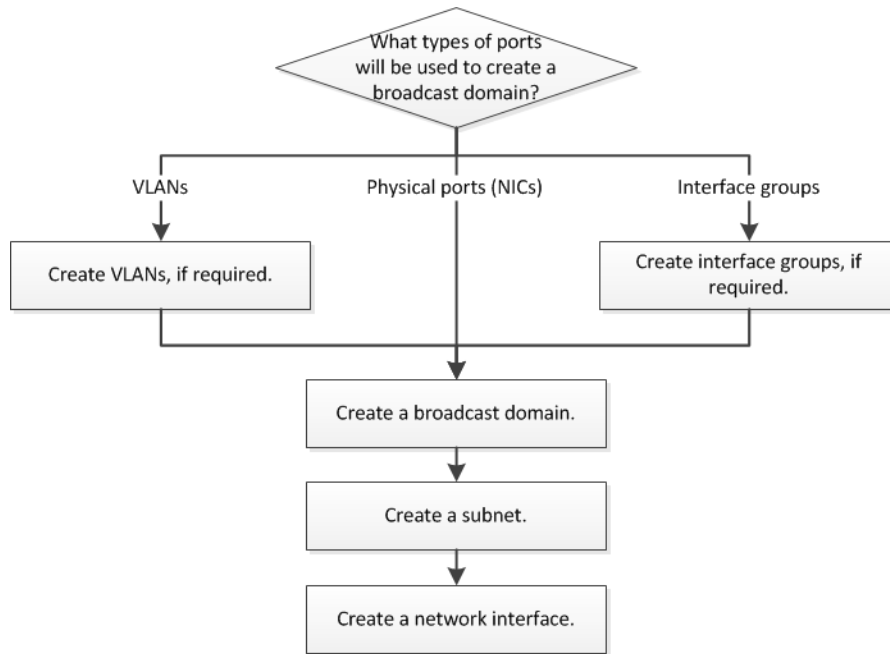 What types of ports
will be used to create a
broadcast domain?
VLANs
Physical ports (NICs)
Interface groups
Create VLANs, if required.
Create interface groups, if
required.
Create a broadcast domain.
Create a subnet.
Create a network interface.